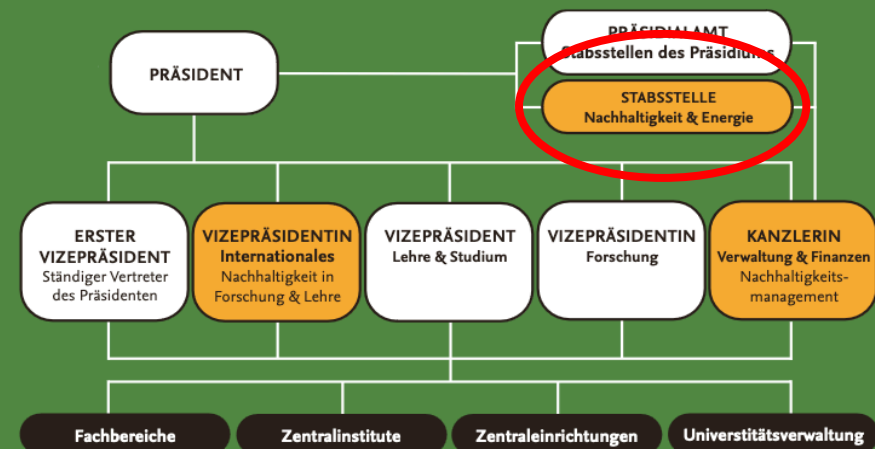 PRÄSIDENT
PRÄSIDIALAMT
Stabsstellen des Präsidiums
STABSSTELLE
Nachhaltigkeit & Energie
ERSTER
VIZEPRÄSIDENT
Ständiger Vertreter
des Präsidenten
VIZEPRÄSIDENTIN
Internationales
Nachhaltigkeit in
Forschung & Lehre
VIZEPRÄSIDENT
Lehre & Studium
VIZEPRÄSIDENTIN
Forschung
KANZLERIN
Verwaltung & Finanzen
Nachhaltigkeits-
management
Fachbereiche
Zentralinstitute
Zentraleinrichtungen
Universtitätsverwaltung